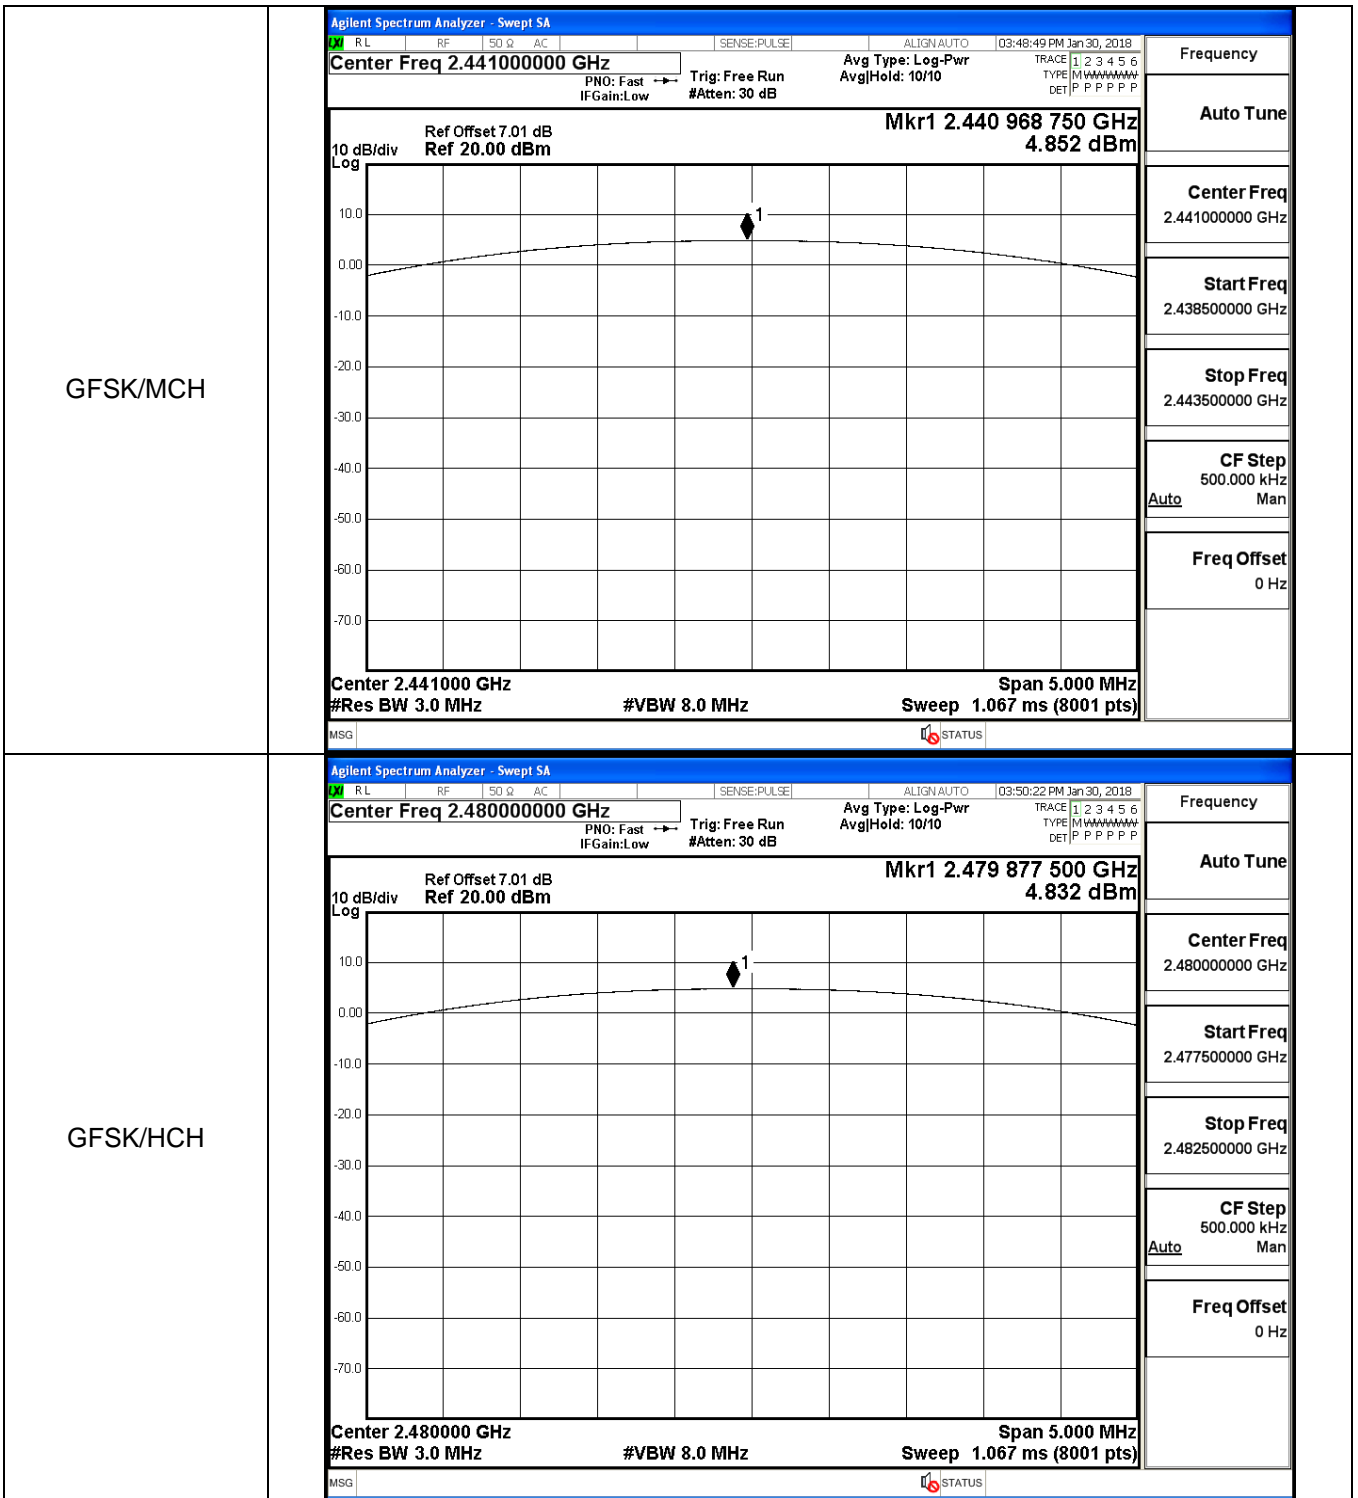 GFSK/MCH
Agilent Spectrum Analyzer - Swept SA
LXI RL RF 50 Ω AC SENSE:PULSE ALIGN AUTO 03:48:49 PM Jan 30, 2018
Center Freq 2.441000000 GHz
PNO: Fast
IFGain:Low
Trig: Free Run
#Atten: 30 dB
Avg Type: Log-Pwr
Avg|Hold: 10/10
TRACE 1 2 3 4 5 6
TYPE M WWWWW
DET P P P P P P
Mkr1 2.440 968 750 GHz
4.852 dBm
Ref Offset 7.01 dB
10 dB/div Ref 20.00 dBm
Log
1
10.0
0.00
-10.0
-20.0
-30.0
-40.0
-50.0
-60.0
-70.0
Center 2.441000 GHz Span 5.000 MHz
#Res BW 3.0 MHz #VBW 8.0 MHz Sweep 1.067 ms (8001 pts)
MSG STATUS
Frequency
Auto Tune
Center Freq
2.441000000 GHz
Start Freq
2.438500000 GHz
Stop Freq
2.443500000 GHz
CF Step
500.000 kHz
Auto Man
Freq Offset
0 Hz
GFSK/HCH
Agilent Spectrum Analyzer - Swept SA
LXI RL RF 50 Ω AC SENSE:PULSE ALIGN AUTO 03:50:22 PM Jan 30, 2018
Center Freq 2.480000000 GHz
PNO: Fast
IFGain:Low
Trig: Free Run
#Atten: 30 dB
Avg Type: Log-Pwr
Avg|Hold: 10/10
TRACE 1 2 3 4 5 6
TYPE M WWWWW
DET P P P P P P
Mkr1 2.479 877 500 GHz
4.832 dBm
Ref Offset 7.01 dB
10 dB/div Ref 20.00 dBm
Log
1
10.0
0.00
-10.0
-20.0
-30.0
-40.0
-50.0
-60.0
-70.0
Center 2.480000 GHz Span 5.000 MHz
#Res BW 3.0 MHz #VBW 8.0 MHz Sweep 1.067 ms (8001 pts)
MSG STATUS
Frequency
Auto Tune
Center Freq
2.480000000 GHz
Start Freq
2.477500000 GHz
Stop Freq
2.482500000 GHz
CF Step
500.000 kHz
Auto Man
Freq Offset
0 Hz